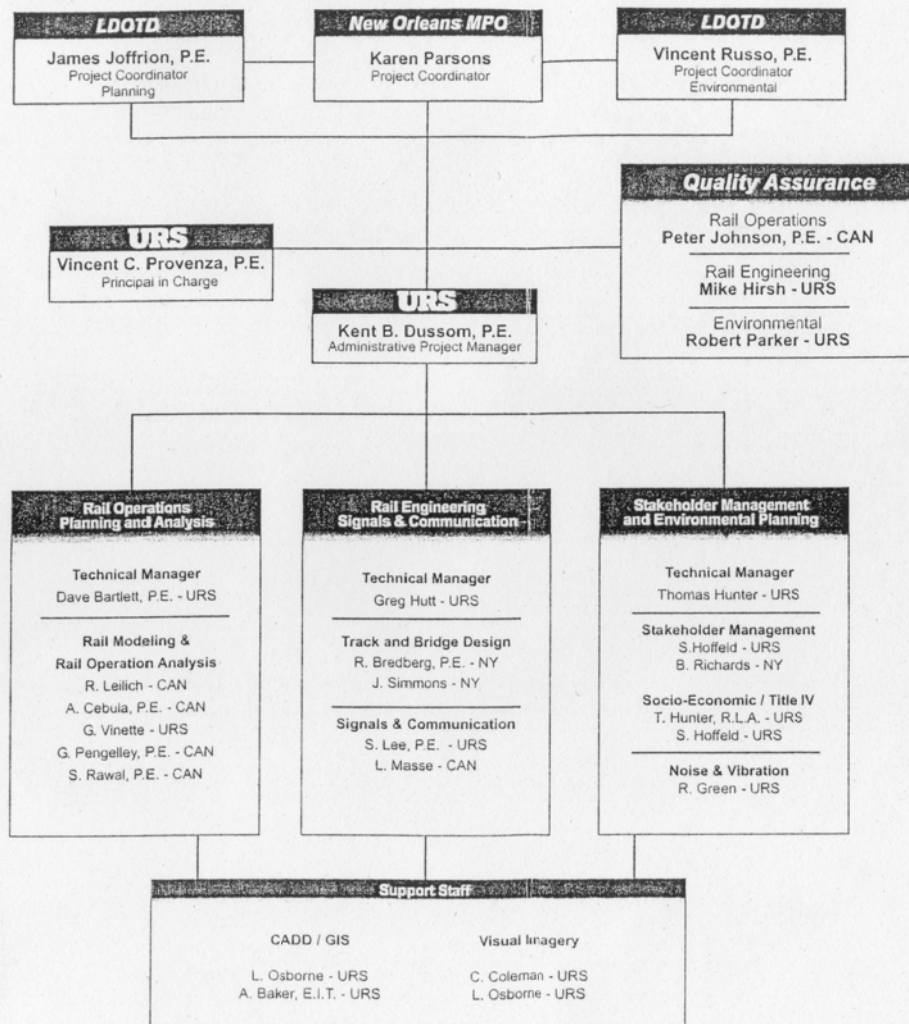 LDOTD
James Joffrion, P.E.
Project Coordinator
Planning
New Orleans MPO
Karen Parsons
Project Coordinator
LDOTD
Vincent Russo, P.E.
Project Coordinator
Environmental
Quality Assurance
Rail Operations
Peter Johnson, P.E. - CAN
Rail Engineering
Mike Hirsh - URS
Environmental
Robert Parker - URS
URS
Vincent C. Provenza, P.E.
Principal in Charge
URS
Kent B. Dussom, P.E.
Administrative Project Manager
Rail Operations
Planning and Analysis
Technical Manager
Dave Bartlett, P.E. - URS
Rail Modeling &
Rail Operation Analysis
R. Leilich - CAN
A. Cebula, P.E. - CAN
G. Vinette - URS
G. Pengelley, P.E. - CAN
S. Rawal, P.E. - CAN
Rail Engineering
Signals & Communication
Technical Manager
Greg Hutt - URS
Track and Bridge Design
R. Bredberg, P.E. - NY
J. Simmons - NY
Signals & Communication
S. Lee, P.E. - URS
L. Masse - CAN
Stakeholder Management
and Environmental Planning
Technical Manager
Thomas Hunter - URS
Stakeholder Management
S.Hoffeld - URS
B. Richards - NY
Socio-Economic / Title IV
T. Hunter, R.L.A. - URS
S. Hoffeld - URS
Noise & Vibration
R. Green - URS
Support Staff
CADD / GIS
L. Osborne - URS
A. Baker, E.I.T. - URS
Visual Imagery
C. Coleman - URS
L. Osborne - URS